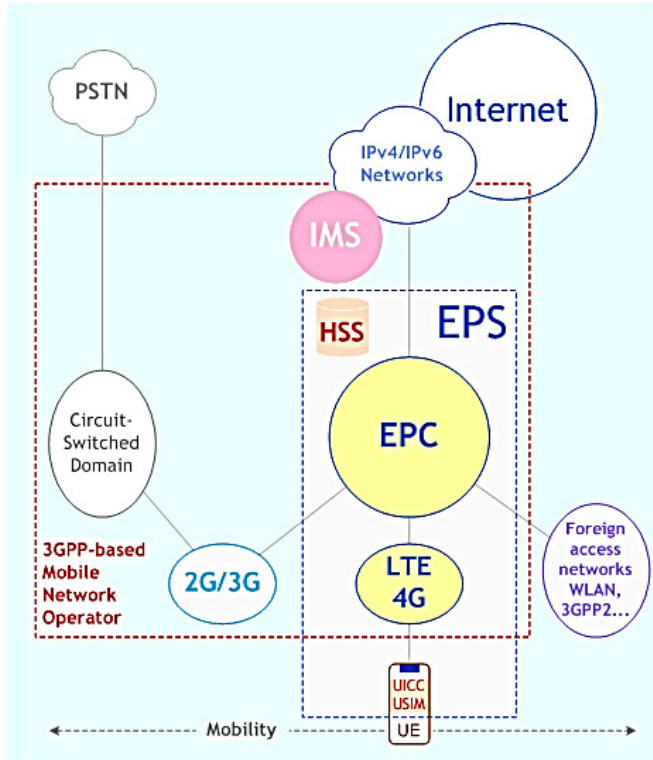 PSTN
Internet
IPv4/IPv6
Networks
IMS
HSS
EPS
Circuit-
Switched
Domain
EPC
3GPP-based
Mobile
Network
Operator
2G/3G
LTE
4G
Foreign
access
networks
WLAN,
3GPP2...
UICC
USIM
UE
Mobility